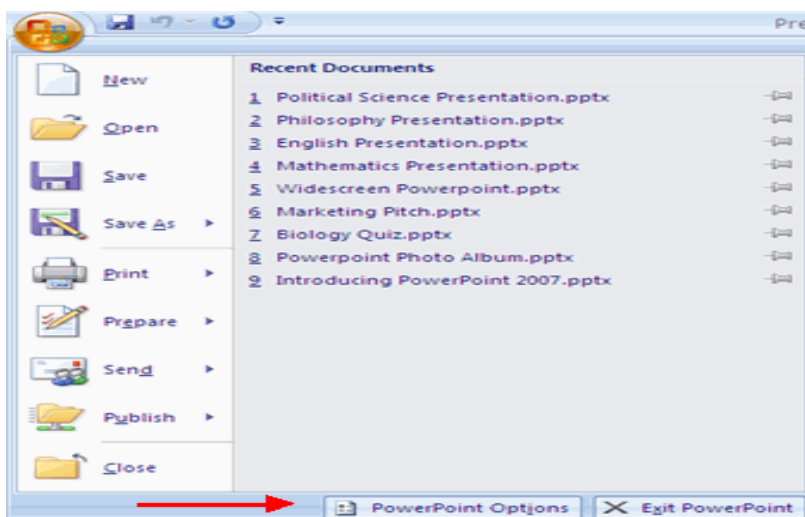 Pre
New
Open
Save
Save As
Print
Prepare
Send
Publish
Close
Recent Documents
1 Political Science Presentation.pptx
2 Philosophy Presentation.pptx
3 English Presentation.pptx
4 Mathematics Presentation.pptx
5 Widescreen Powerpoint.pptx
6 Marketing Pitch.pptx
7 Biology Quiz.pptx
8 Powerpoint Photo Album.pptx
9 Introducing PowerPoint 2007.pptx
PowerPoint Options
Exit PowerPoint